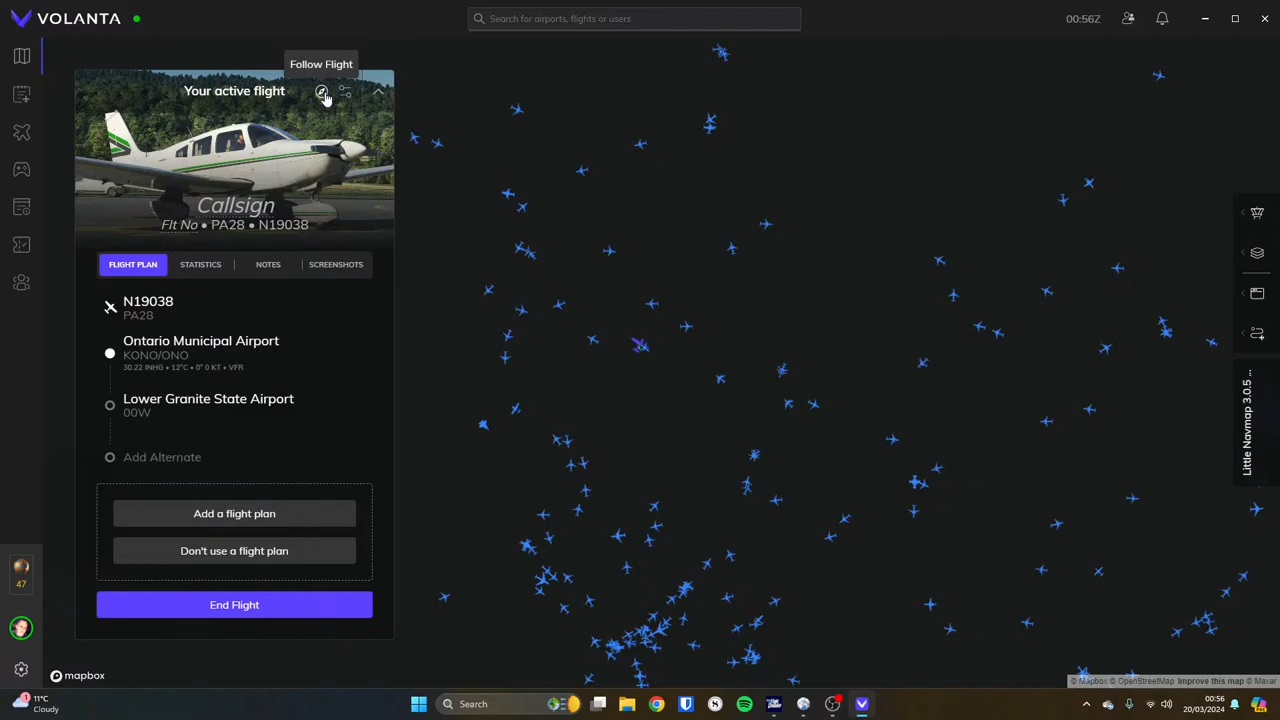 VOLANTA
Search for airports, flights or users
00:56Z
Follow Flight
Your active flight
Callsign
Flt No • PA28 • N19038
FLIGHT PLAN
STATISTICS
NOTES
SCREENSHOTS
N19038
PA28
Ontario Municipal Airport
KONO/ONO
30.22 INHG • 12°C • 0° 0 KT • VFR
Lower Granite State Airport
00W
Add Alternate
Add a flight plan
Don't use a flight plan
End Flight
47
Little Navmap 3.0.5 ...
mapbox
© Mapbox © OpenStreetMap Improve this map © Maxar
1
11°C
Cloudy
Search
00:56
20/03/2024